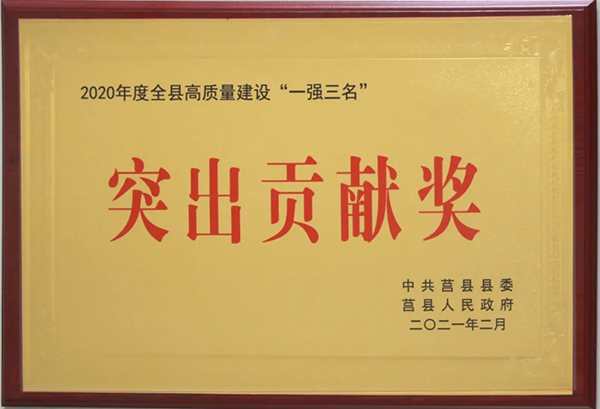 2020年度全县高质量建设“一强三名”
突出贡献奖
中共莒县县委
莒县人民政府
二〇二一年二月